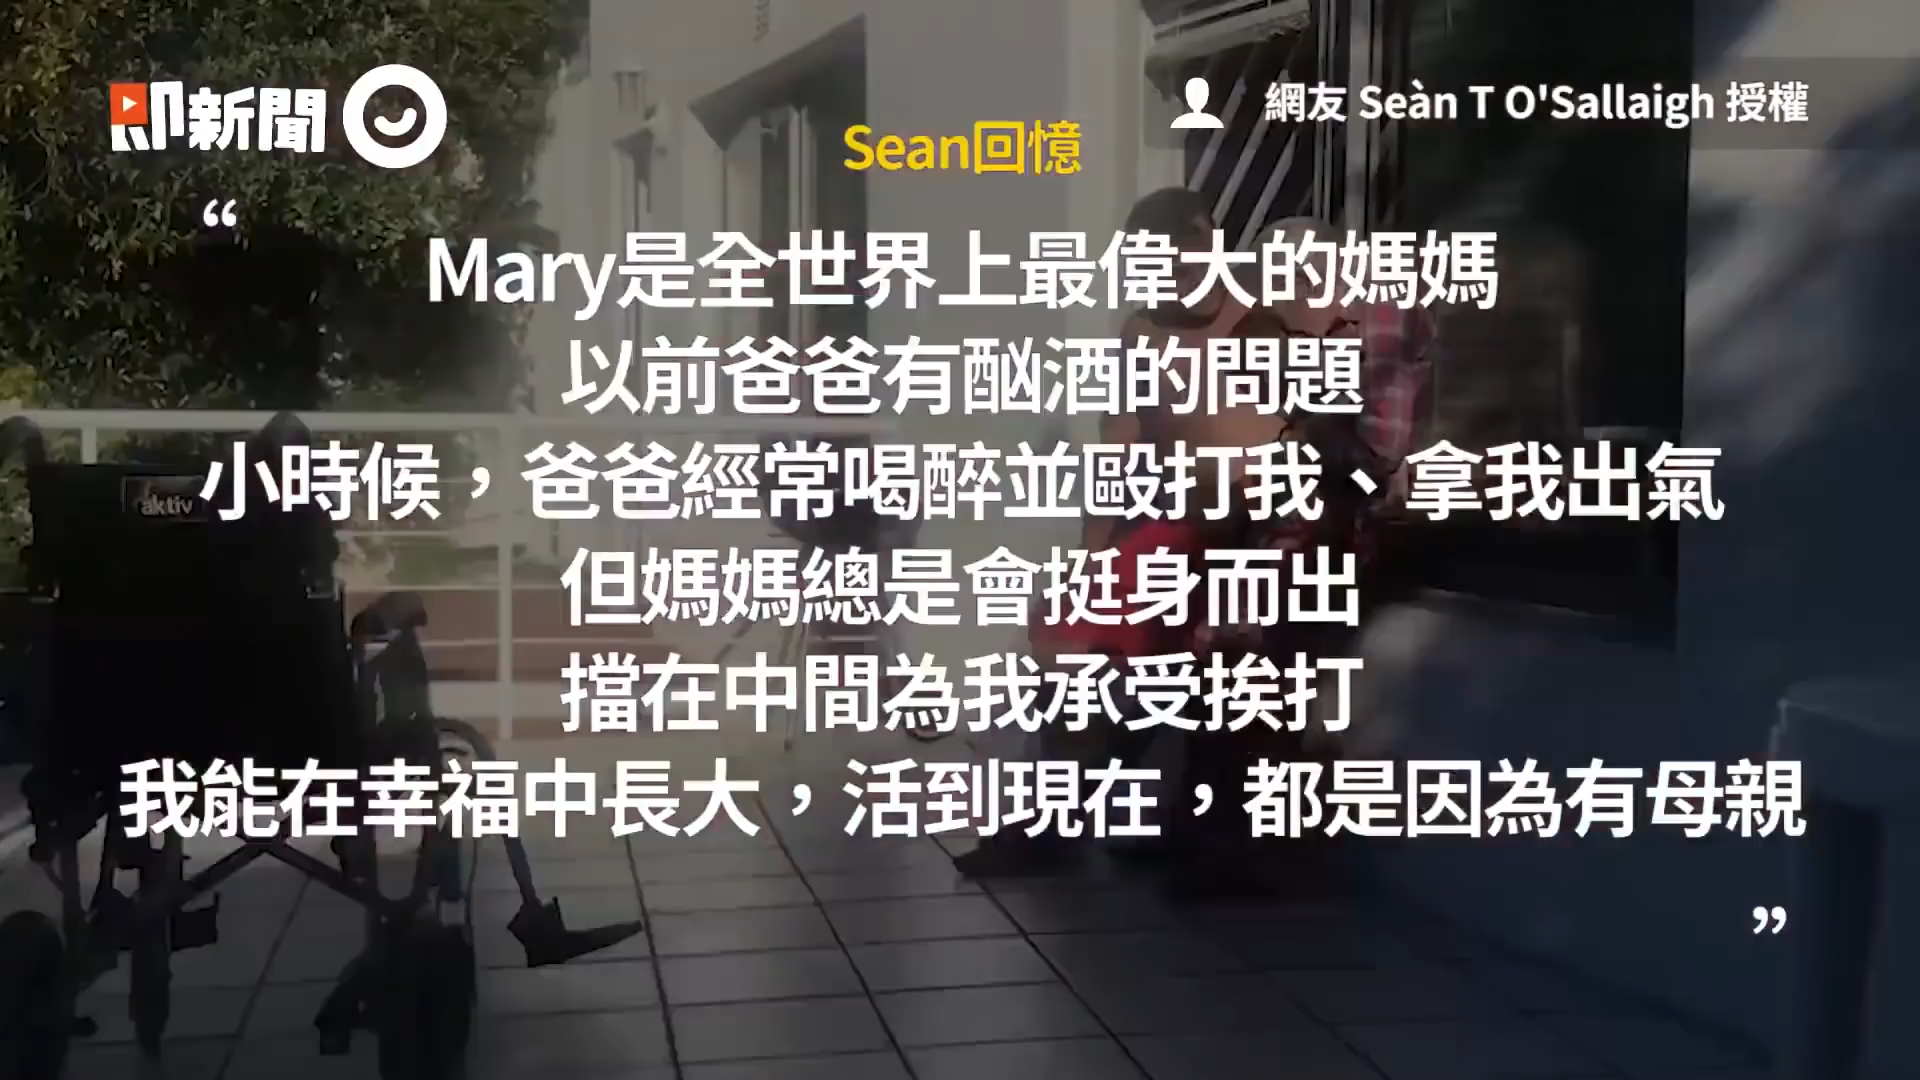 即新聞
網友 Seàn T O'Sallaigh 授權
Sean回憶
“
Mary是全世界上最偉大的媽媽
以前爸爸有酗酒的問題
小時候，爸爸經常喝醉並毆打我、拿我出氣
但媽媽總是會挺身而出
擋在中間為我承受挨打
我能在幸福中長大，活到現在，都是因為有母親
”
aktiv